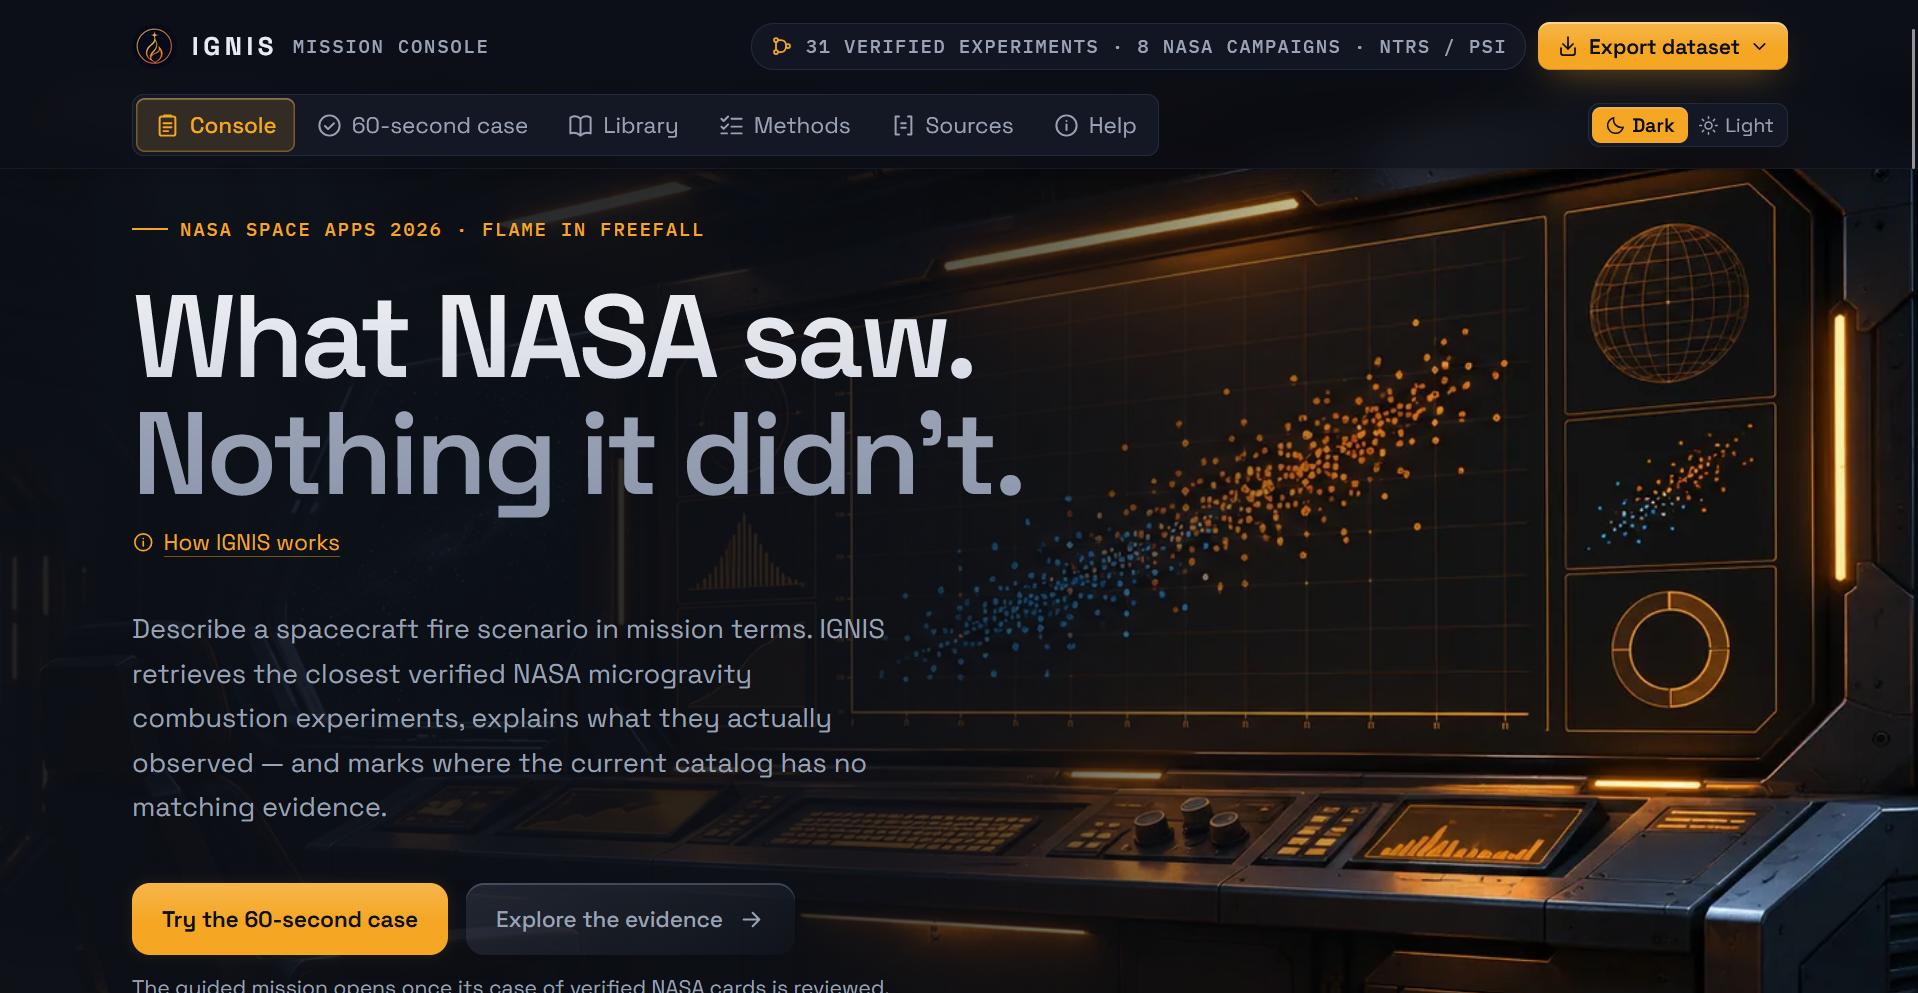 IGNIS MISSION CONSOLE
31 VERIFIED EXPERIMENTS · 8 NASA CAMPAIGNS · NTRS / PSI
Export dataset
Console
60-second case
Library
Methods
Sources
Help
Dark
Light
NASA SPACE APPS 2026 · FLAME IN FREEFALL
What NASA saw.
Nothing it didn’t.
How IGNIS works
Describe a spacecraft fire scenario in mission terms. IGNIS
retrieves the closest verified NASA microgravity
combustion experiments, explains what they actually
observed — and marks where the current catalog has no
matching evidence.
Try the 60-second case
Explore the evidence →
The guided mission opens once its case of verified NASA cards is reviewed.